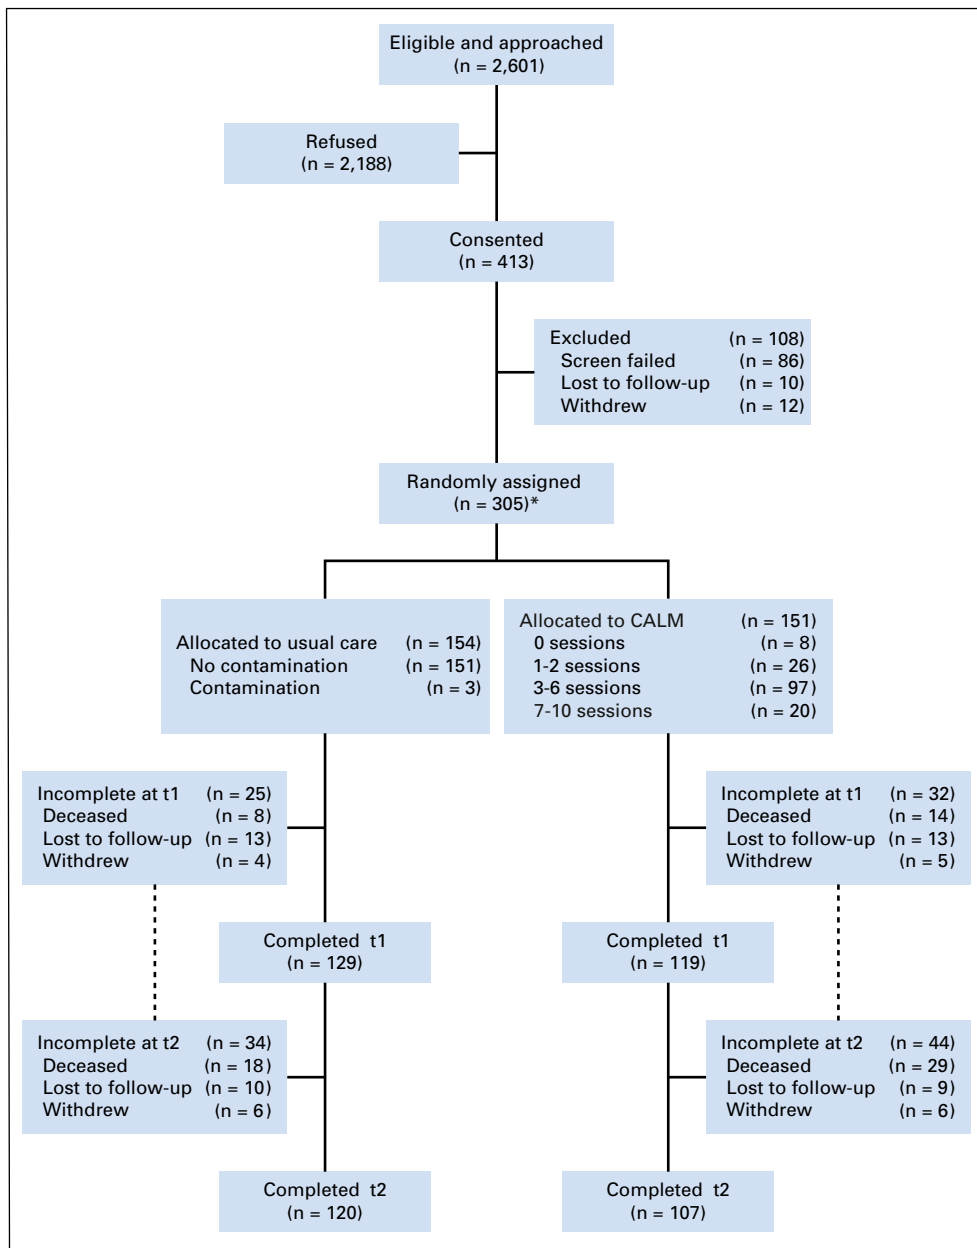 Eligible and approached
(n = 2,601)
Refused
(n = 2,188)
Consented
(n = 413)
Excluded (n = 108)
Screen failed (n = 86)
Lost to follow-up (n = 10)
Withdrew (n = 12)
Randomly assigned
(n = 305)*
Allocated to usual care (n = 154)
No contamination (n = 151)
Contamination (n = 3)
Allocated to CALM (n = 151)
0 sessions (n = 8)
1-2 sessions (n = 26)
3-6 sessions (n = 97)
7-10 sessions (n = 20)
Incomplete at t1 (n = 25)
Deceased (n = 8)
Lost to follow-up (n = 13)
Withdrew (n = 4)
Incomplete at t1 (n = 32)
Deceased (n = 14)
Lost to follow-up (n = 13)
Withdrew (n = 5)
Completed t1
(n = 129)
Completed t1
(n = 119)
Incomplete at t2 (n = 34)
Deceased (n = 18)
Lost to follow-up (n = 10)
Withdrew (n = 6)
Incomplete at t2 (n = 44)
Deceased (n = 29)
Lost to follow-up (n = 9)
Withdrew (n = 6)
Completed t2
(n = 120)
Completed t2
(n = 107)